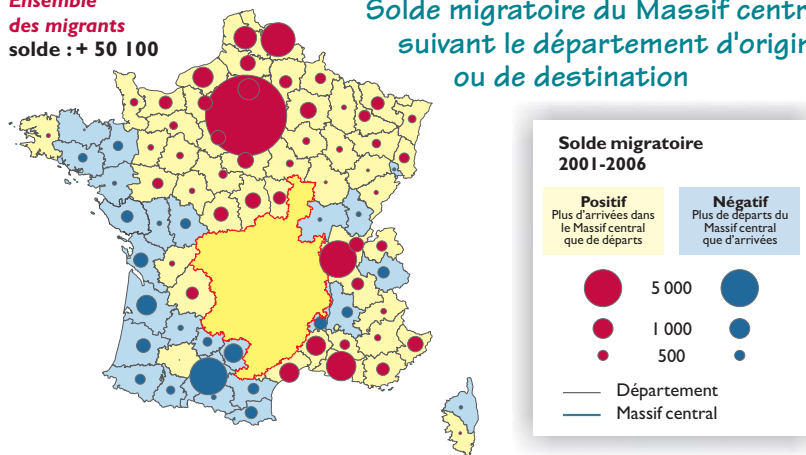 Ensemble
des migrants
solde : + 50 100
Solde migratoire du Massif centr
suivant le département d'origin
ou de destination
Solde migratoire
2001-2006
Positif
Plus d'arrivées dans
le Massif central
que de départs
Négatif
Plus de départs du
Massif central
que d'arrivées
5 000
1 000
500
Département
Massif central